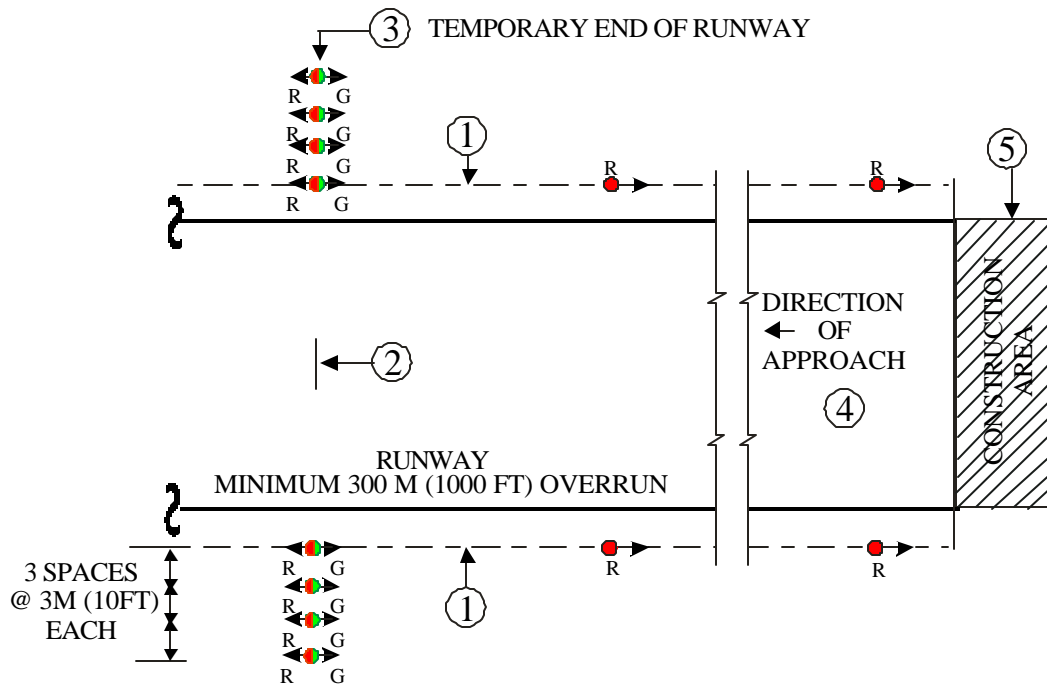 3 TEMPORARY END OF RUNWAY
R G
R G
R G
R G
1
R
R
5
DIRECTION
OF
APPROACH
4
CONSTRUCTION
AREA
2
RUNWAY
MINIMUM 300 M (1000 FT) OVERRUN
3 SPACES
@ 3M (10FT)
EACH
R G
R G
R G
R G
1
R
R